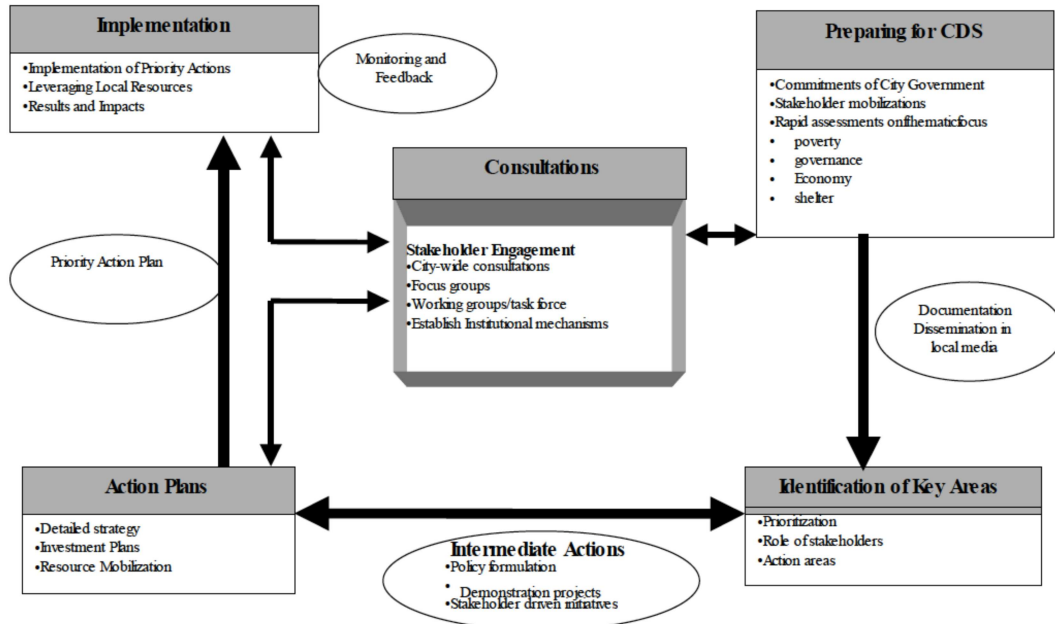 Implementation
•Implementation of Priority Actions
•Leveraging Local Resources
•Results and Impacts
Monitoring and
Feedback
Preparing for CDS
•Commitments of City Government
•Stakeholder mobilizations
•Rapid assessments onfhematicfocus
• poverty
• governance
• Economy
• shelter
Consultations
Stakeholder Engagement
•City-wide consultations
•Focus groups
•Working groups/task force
•Establish Institutional mechanisms
Priority Action Plan
Documentation
Dissemination in
local media
Action Plans
•Detailed strategy
•Investment Plans
•Resource Mobilization
Intermediate Actions
•Policy formulation
• Demonstration projects
•Stakeholder driven initiatives
Identification of Key Areas
•Prioritization
•Role of stakeholders
•Action areas